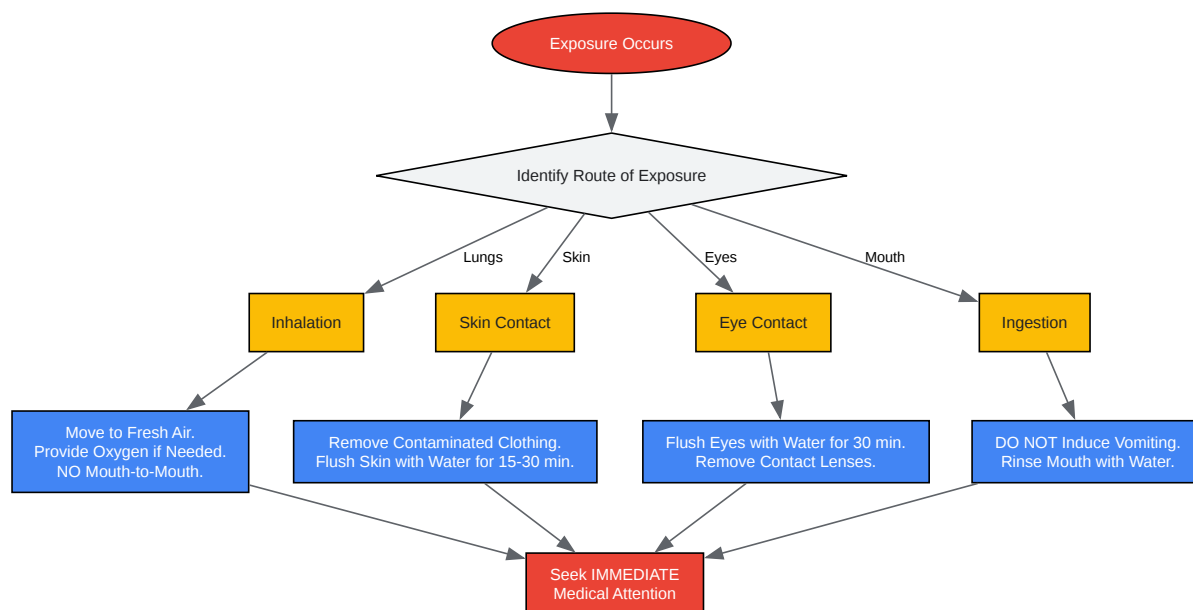 Exposure Occurs
Identify Route of Exposure
Lungs
Skin
Eyes
Mouth
Inhalation
Skin Contact
Eye Contact
Ingestion
Move to Fresh Air.
Provide Oxygen if Needed.
NO Mouth-to-Mouth.
Remove Contaminated Clothing.
Flush Skin with Water for 15-30 min.
Flush Eyes with Water for 30 min.
Remove Contact Lenses.
DO NOT Induce Vomiting.
Rinse Mouth with Water.
Seek IMMEDIATE
Medical Attention